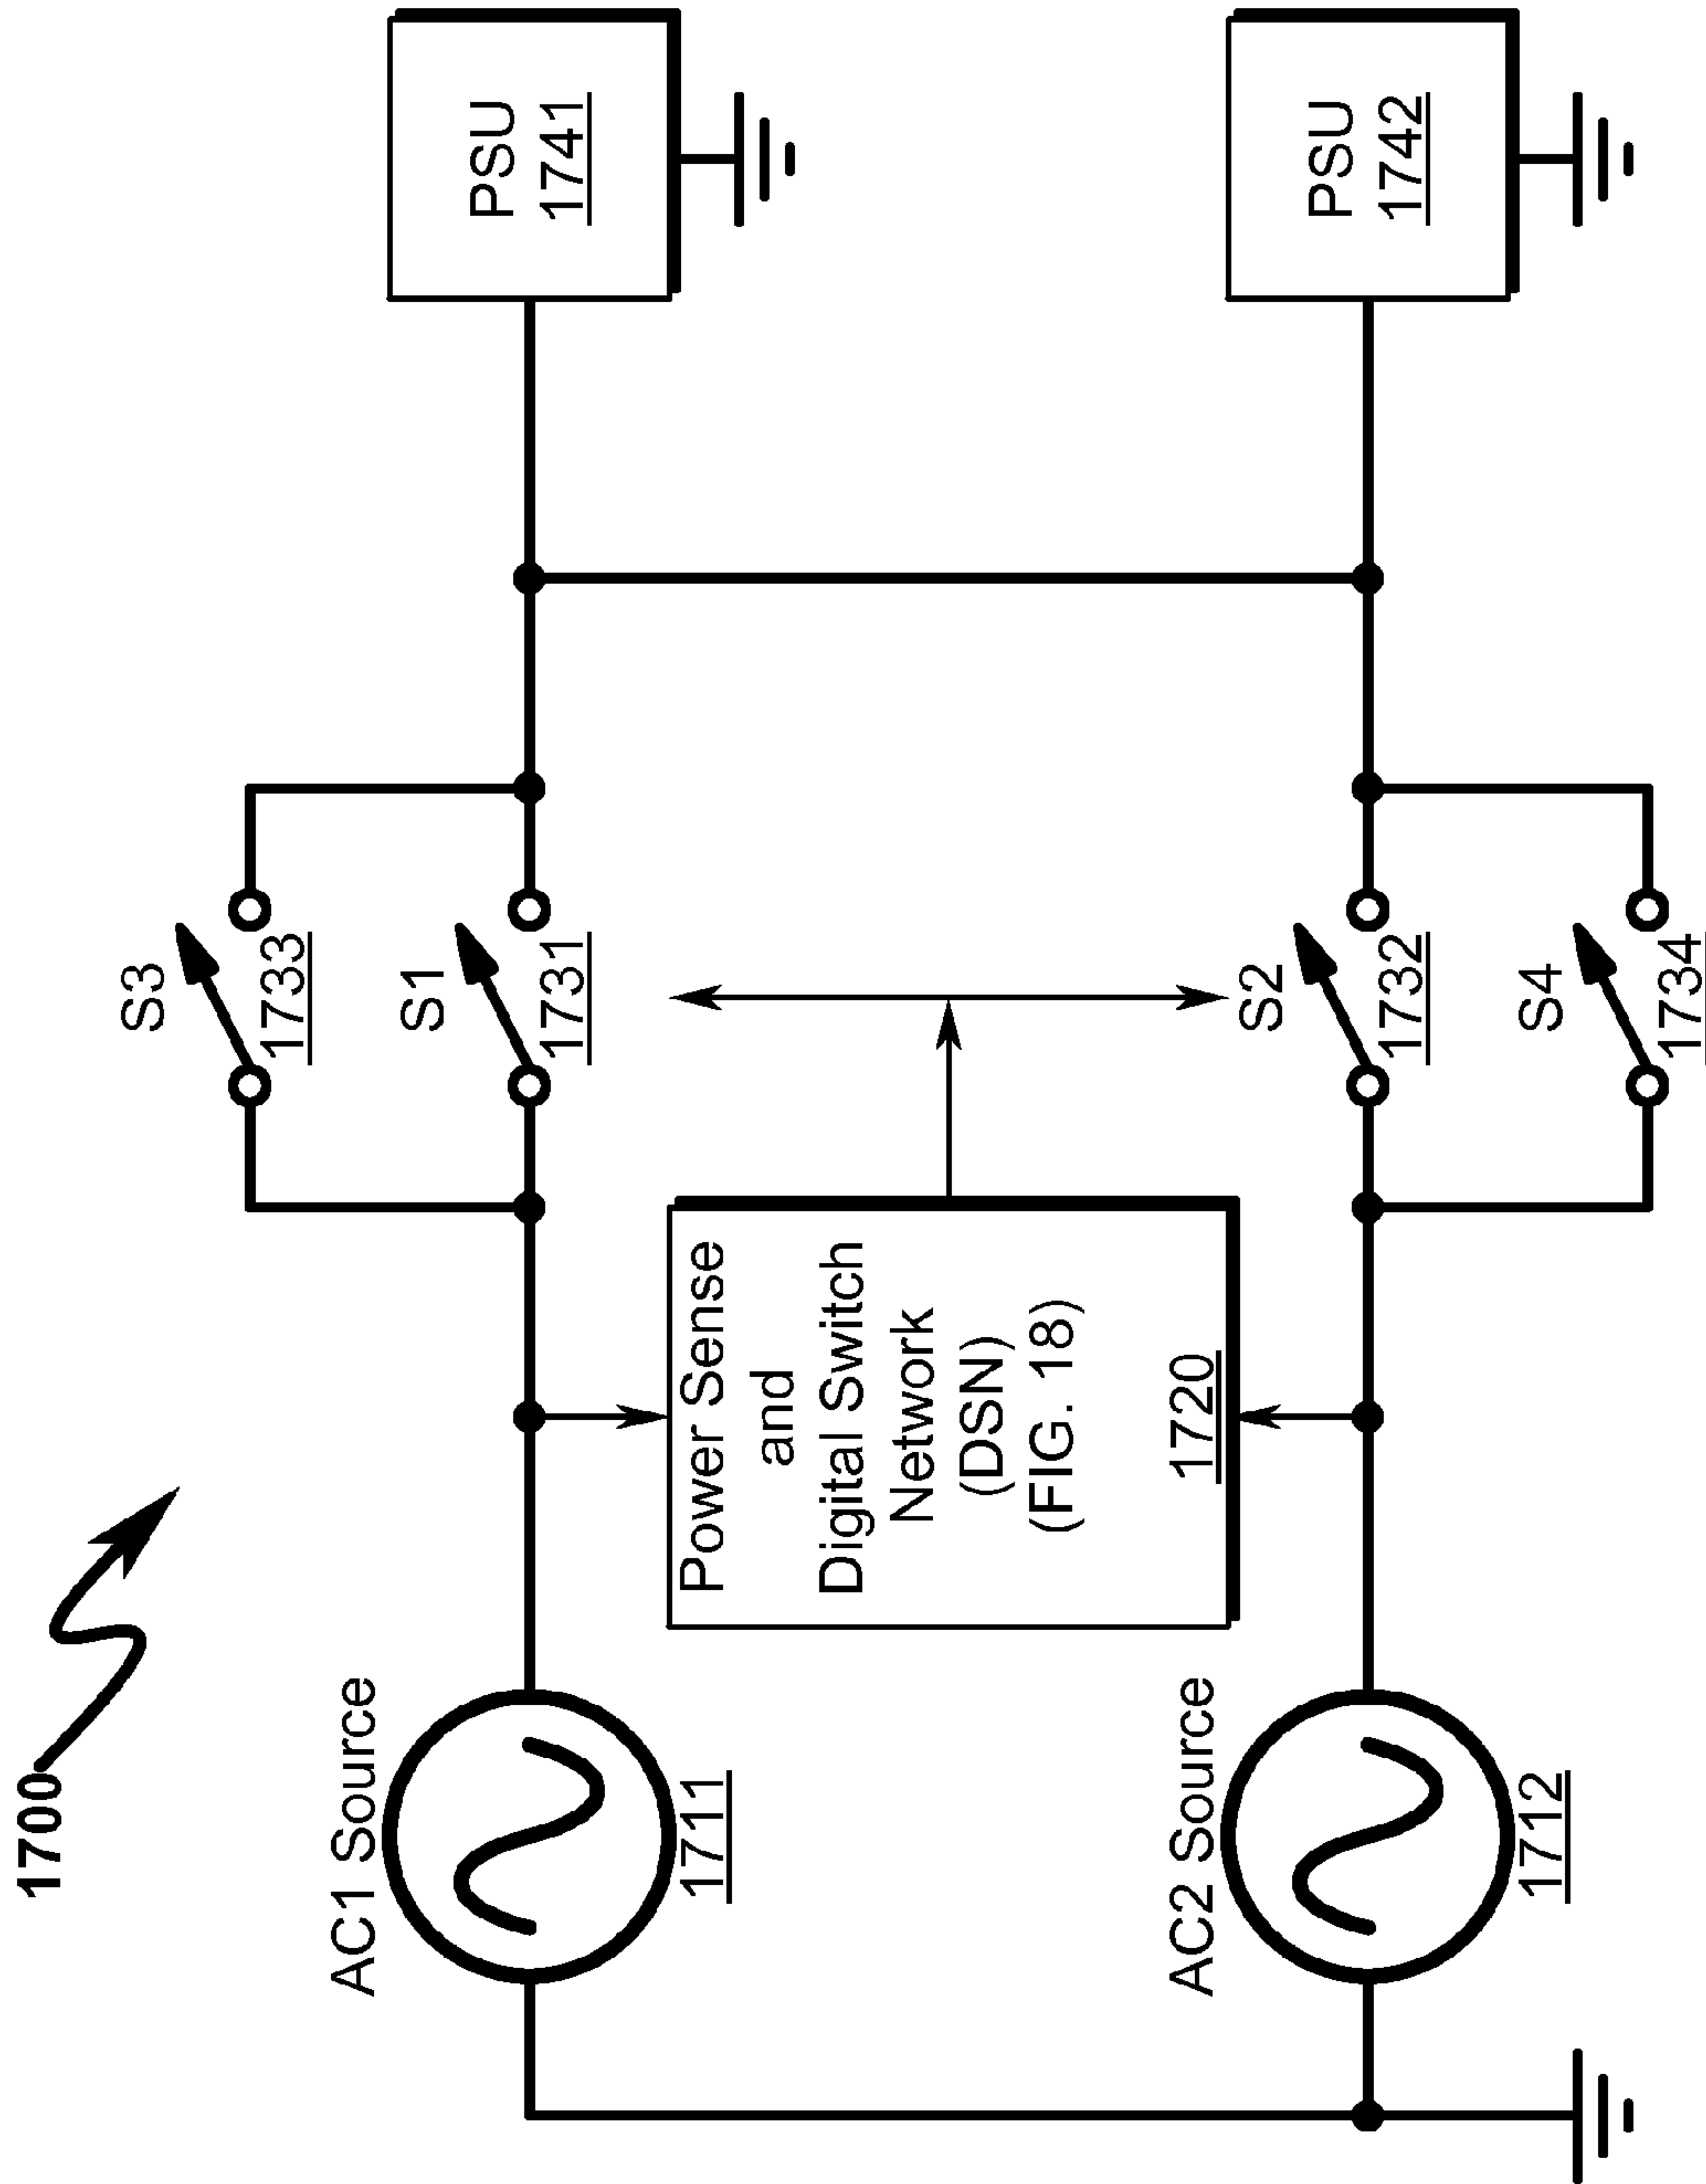 1700
S3
1733
AC1 Source
S1
1711
1731
PSU
1741
Power Sense
and
Digital Switch
Network
(DSN)
(FIG. 18)
1720
AC2 Source
S2
1712
1732
PSU
1742
S4
1734